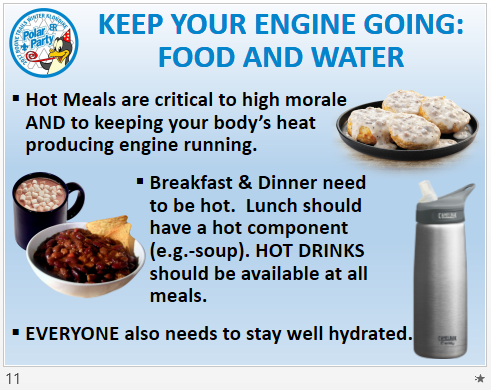 KEEP YOUR ENGINE GOING:
FOOD AND WATER
Polar
Party
▪ Hot Meals are critical to high morale
AND to keeping your body’s heat
producing engine running.
▪ Breakfast & Dinner need
to be hot.  Lunch should
have a hot component
(e.g.-soup). HOT DRINKS
should be available at all
meals.
▪ EVERYONE also needs to stay well hydrated.
11